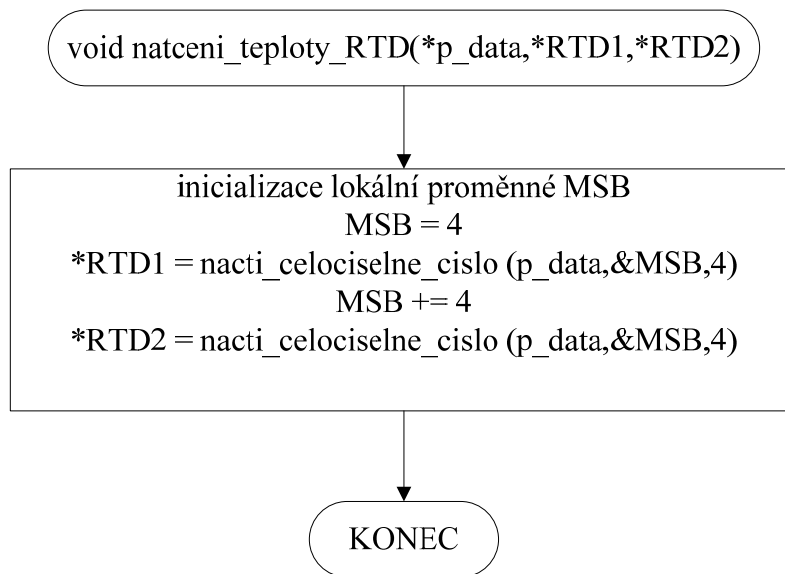 void natceni_teploty_RTD(*p_data,*RTD1,*RTD2)
inicializace lokální proměnné MSB
MSB = 4
*RTD1 = nacti_celociselne_cislo (p_data,&MSB,4)
MSB += 4
*RTD2 = nacti_celociselne_cislo (p_data,&MSB,4)
KONEC